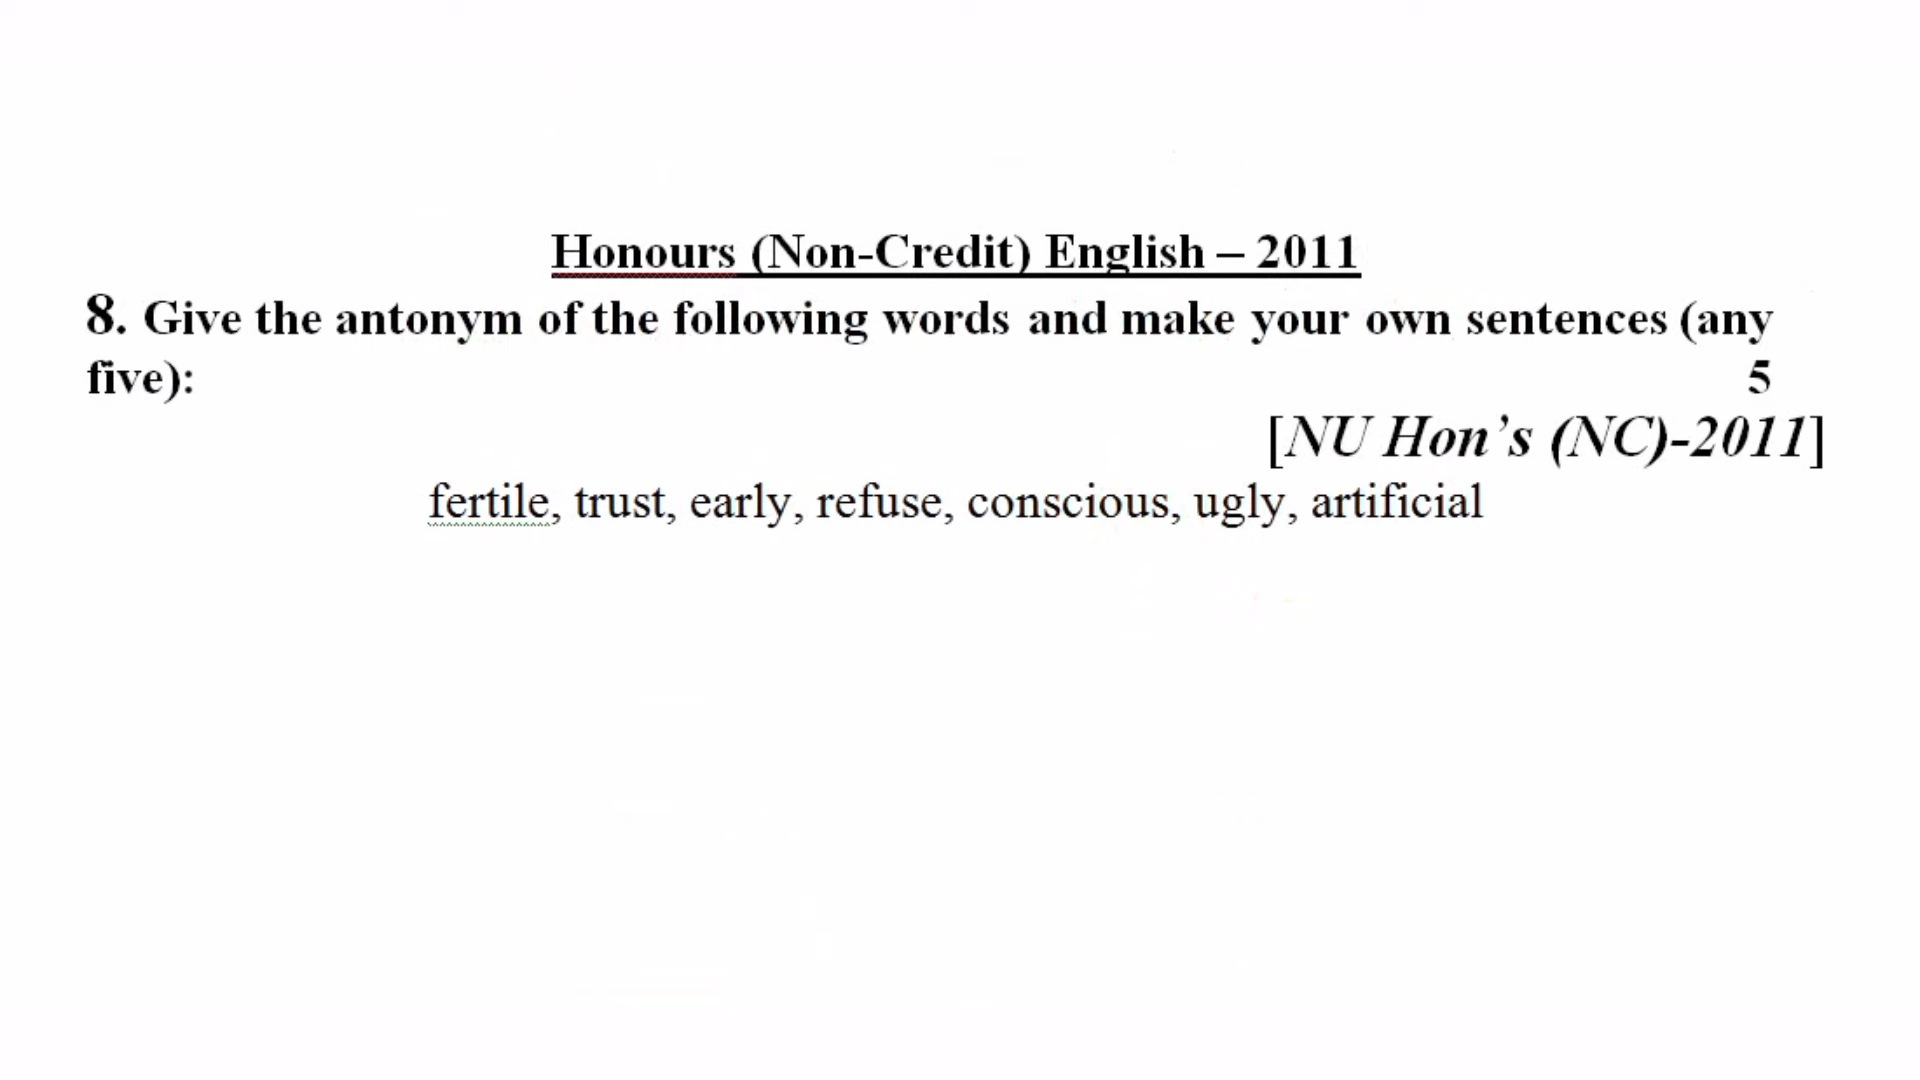 Honours (Non-Credit) English – 2011
8. Give the antonym of the following words and make your own sentences (any
five): 5
[NU Hon’s (NC)-2011]
fertile, trust, early, refuse, conscious, ugly, artificial